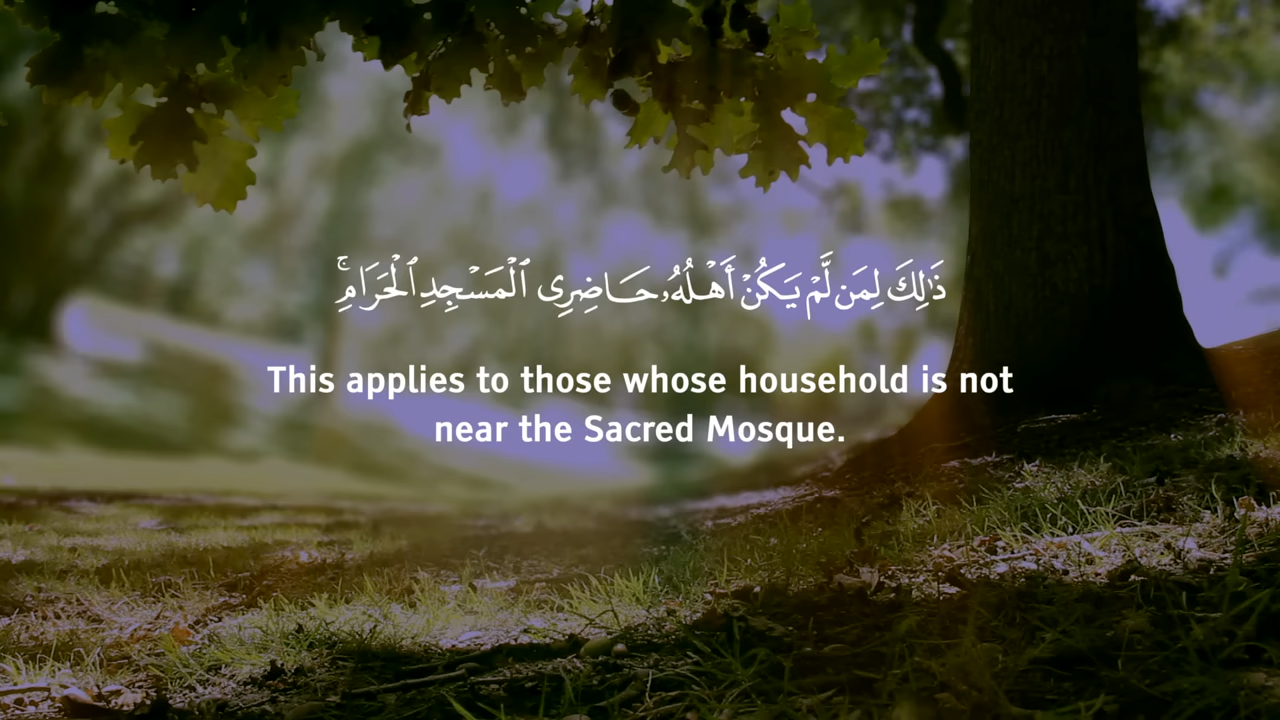 ذَٰلِكَ لِمَن لَّمْ يَكُنْ أَهْلُهُۥ حَاضِرِى ٱلْمَسْجِدِ ٱلْحَرَامِ ۚ
This applies to those whose household is not
near the Sacred Mosque.